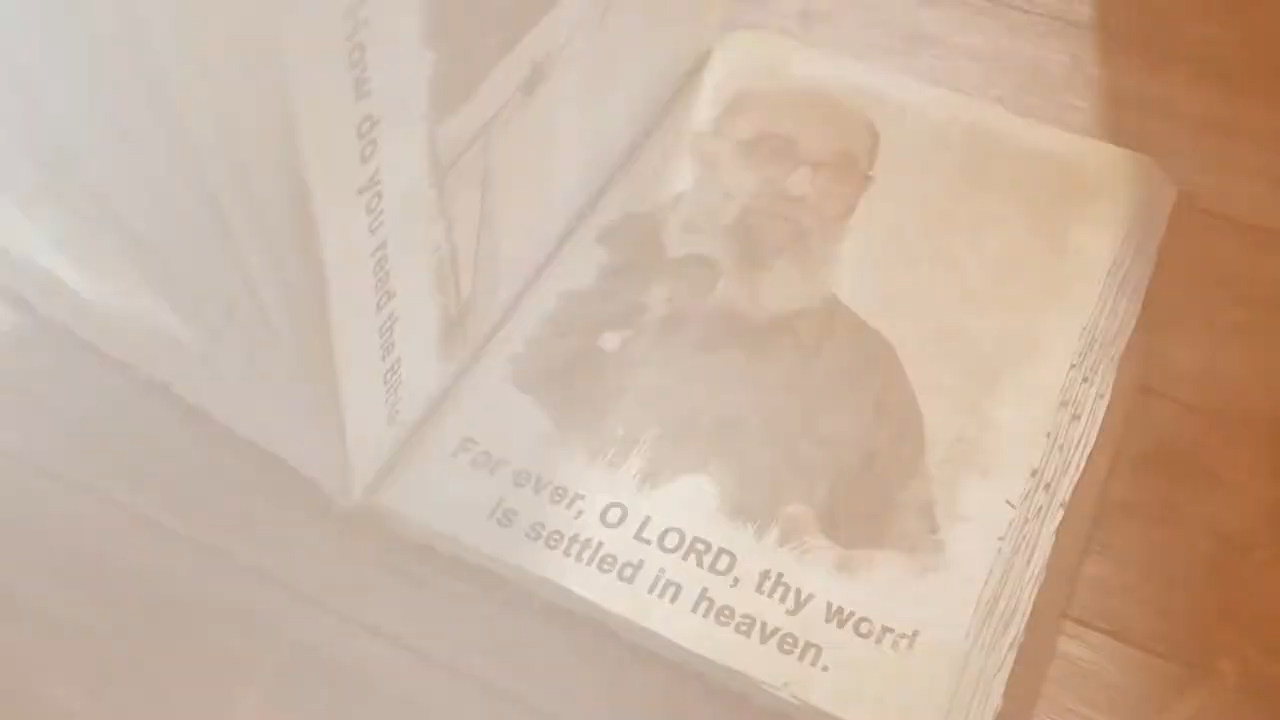 How do you read the Bible
For ever, O LORD, thy word
is settled in heaven.